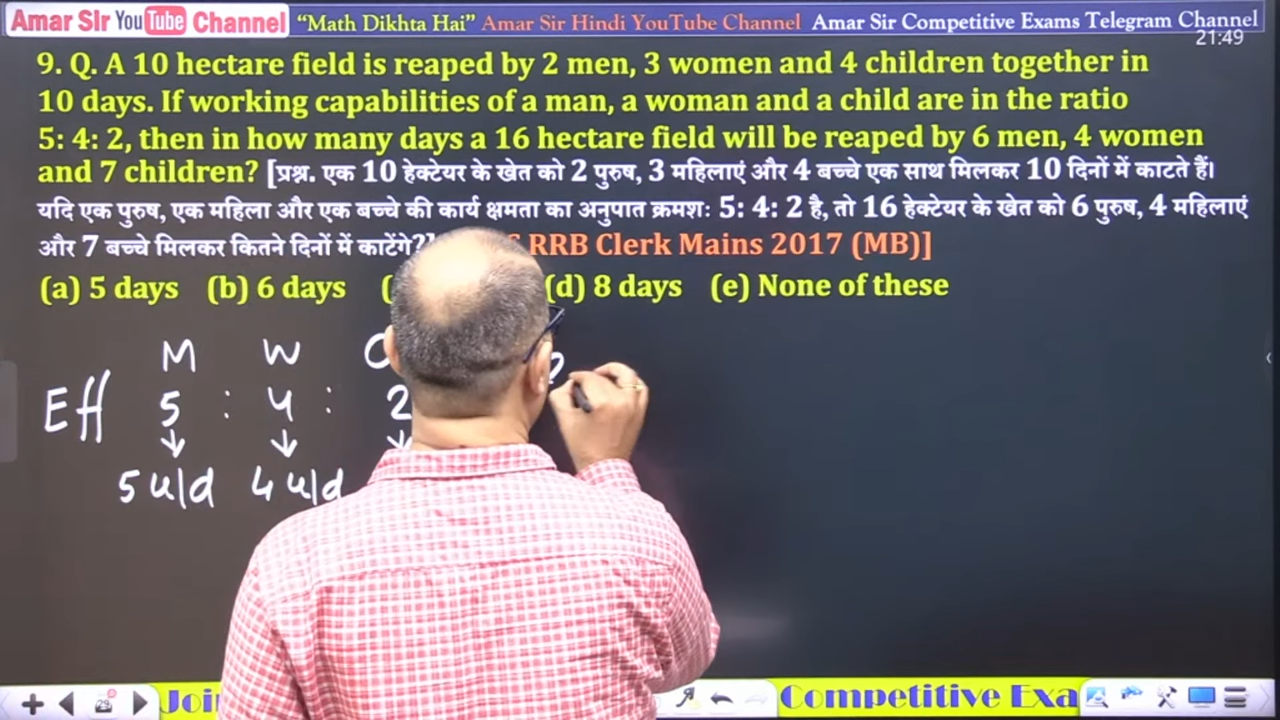 Amar SIr YouTube Channel "Math Dikhta Hai" Amar Sir Hindi YouTube Channel Amar Sir Competitive Exams Telegram Channel
21:49
9. Q. A 10 hectare field is reaped by 2 men, 3 women and 4 children together in
10 days. If working capabilities of a man, a woman and a child are in the ratio
5: 4: 2, then in how many days a 16 hectare field will be reaped by 6 men, 4 women
and 7 children? [प्रश्न. एक 10 हेक्टेयर के खेत को 2 पुरुष, 3 महिलाएं और 4 बच्चे एक साथ मिलकर 10 दिनों में काटते हैं।
यदि एक पुरुष, एक महिला और एक बच्चे की कार्य क्षमता का अनुपात क्रमशः 5: 4: 2 है, तो 16 हेक्टेयर के खेत को 6 पुरुष, 4 महिलाएं
और 7 बच्चे मिलकर कितने दिनों में काटेंगे? RRB Clerk Mains 2017 (MB)]
(a) 5 days (b) 6 days (d) 8 days (e) None of these
M W
Eff 5 : 4 : 2
5 u/d 4 u/d
Competitive Exa